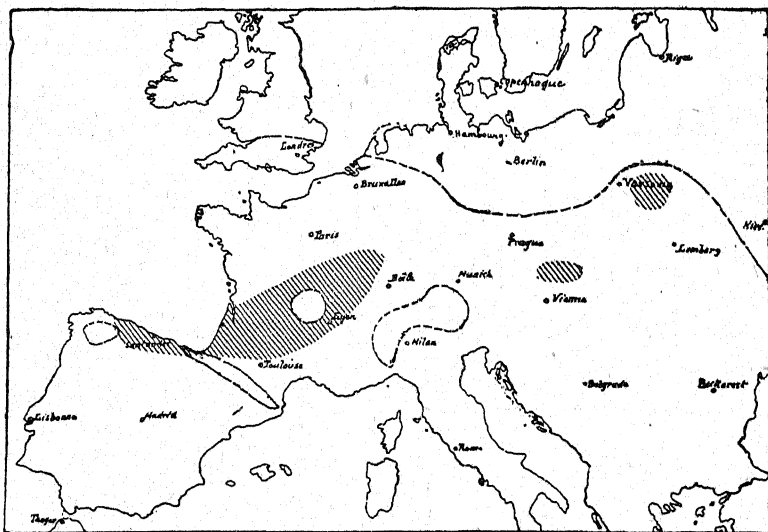 Riga
Copenhague
Hambourg
Londres
Berlin
Bruxelles
Varsovie
Kiev
Paris
Prague
Lemberg
Bâle
Munich
Vienne
Lyon
Santander
Milan
Toulouse
Belgrade
Bucarest
Lisbonne
Madrid
Rome